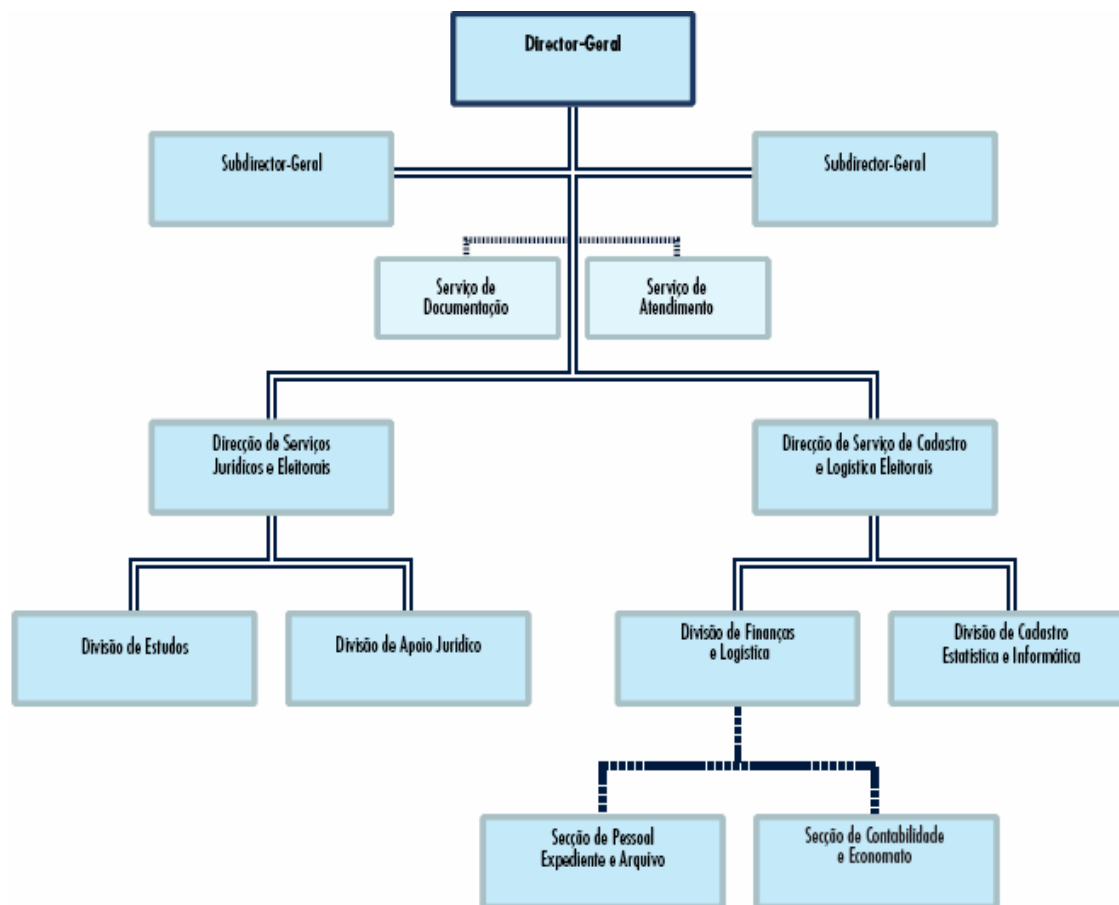 Director-Geral
Subdirector-Geral
Subdirector-Geral
Serviço de
Documentação
Serviço de
Atendimento
Direcção de Serviços
Jurídicos e Eleitorais
Direcção de Serviço de Cadastro
e Logística Eleitorais
Divisão de Estudos
Divisão de Apoio Jurídico
Divisão de Finanças
e Logística
Divisão de Cadastro
Estatística e Informática
Secção de Pessoal
Expediente e Arquivo
Secção de Contabilidade
e Economato